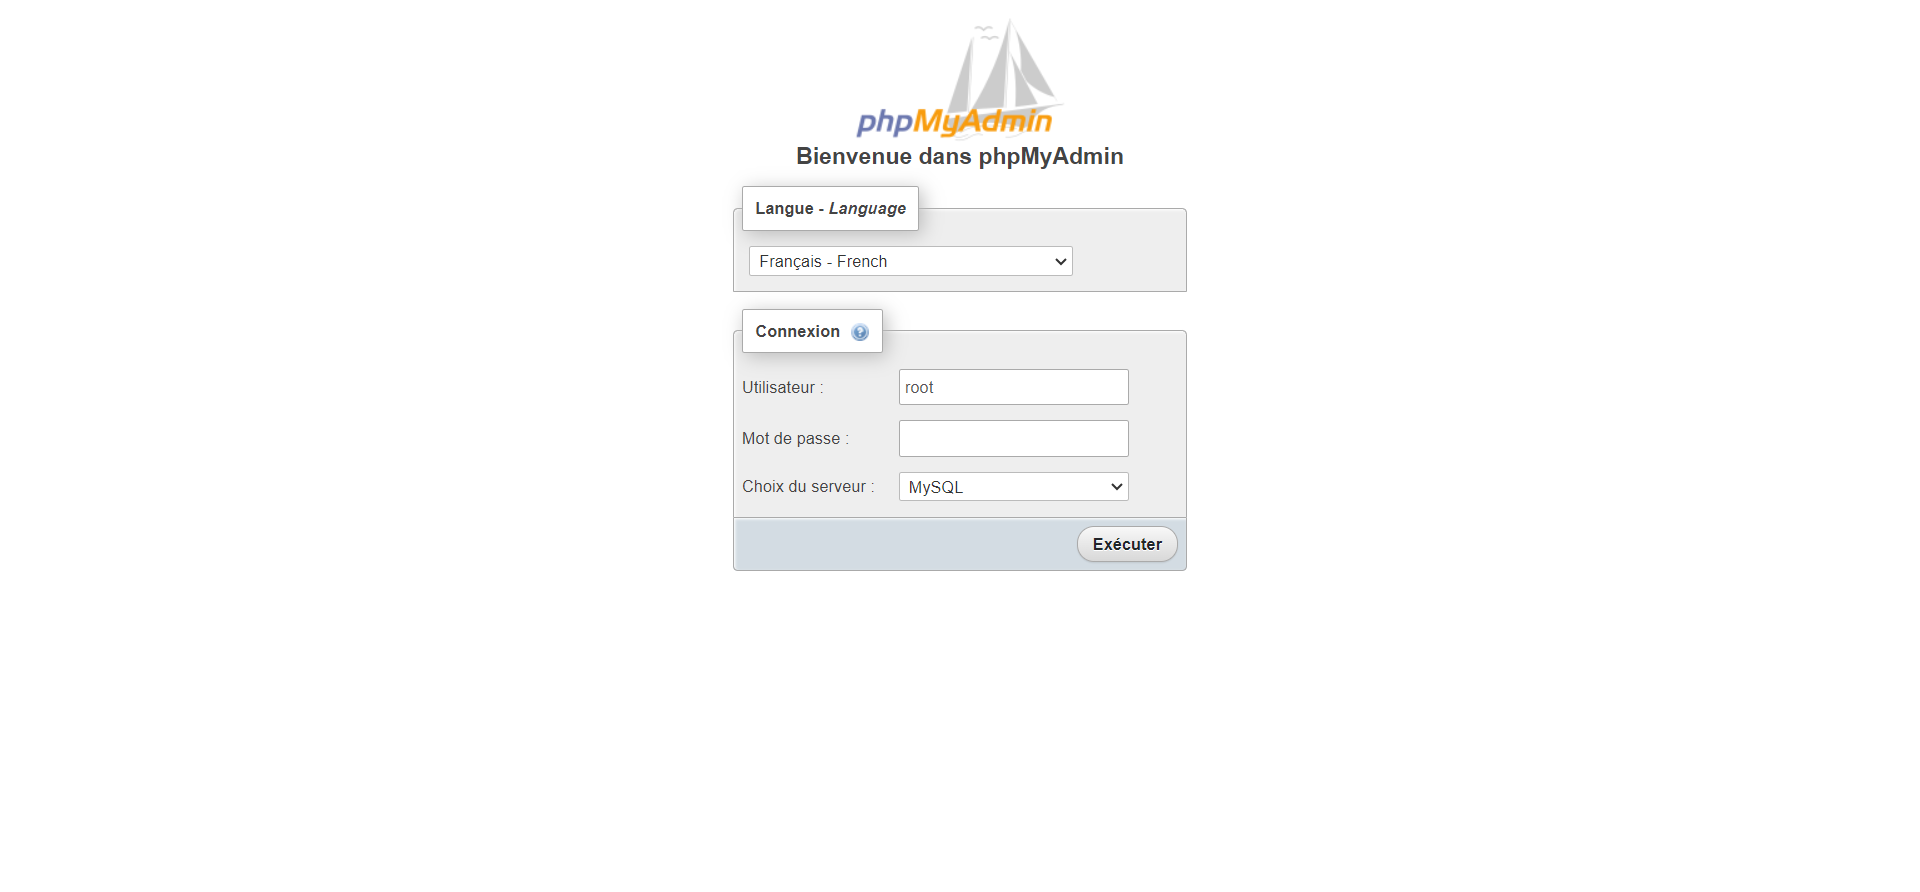 phpMyAdmin
Bienvenue dans phpMyAdmin
Langue - Language
Français - French
Connexion ?
Utilisateur : root
Mot de passe :
Choix du serveur : MySQL
Exécuter